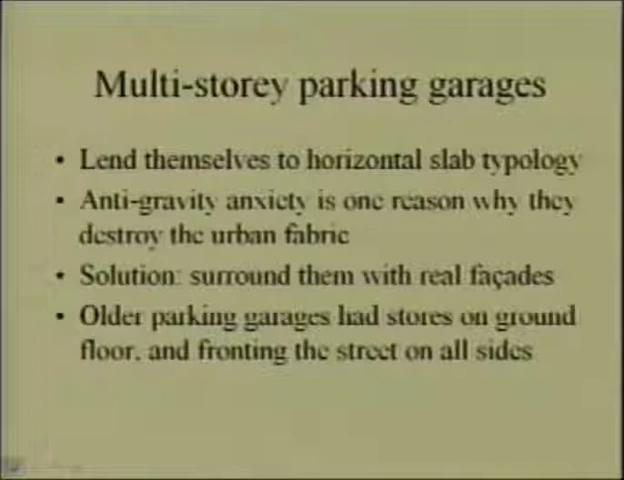 Multi-storey parking garages
• Lend themselves to horizontal slab typology
• Anti-gravity anxiety is one reason why they
destroy the urban fabric
• Solution: surround them with real façades
• Older parking garages had stores on ground
floor, and fronting the street on all sides